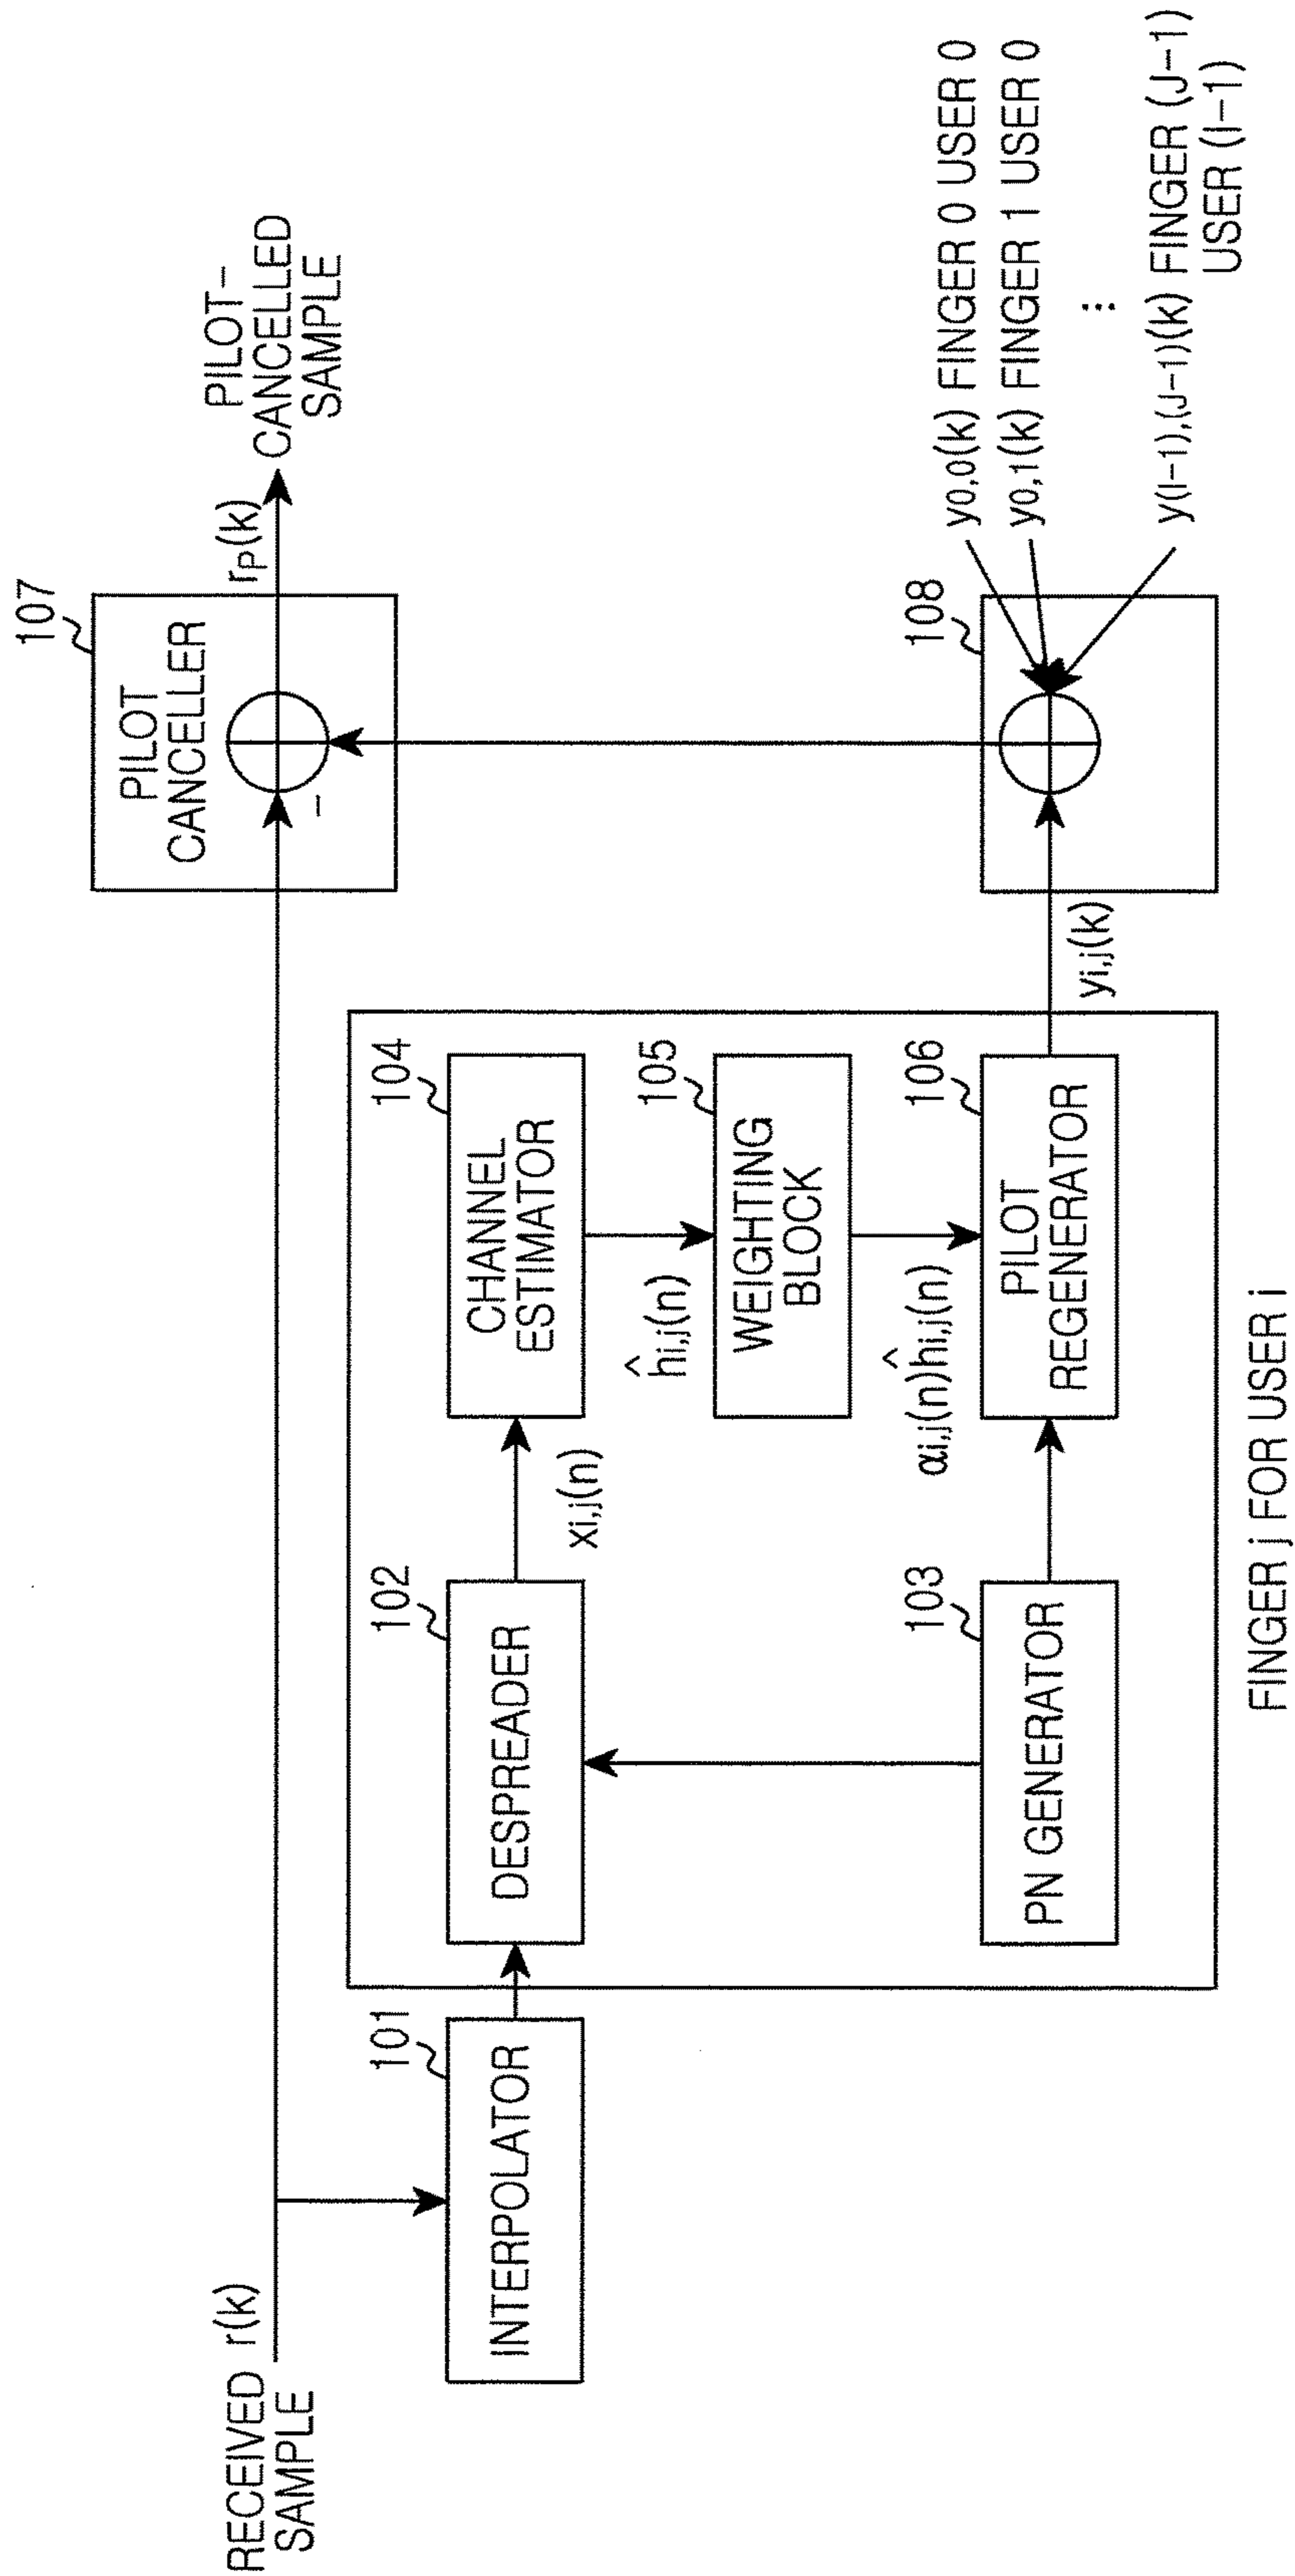 RECEIVED r(k)
SAMPLE
107
PILOT
CANCELLER
−
rP(k)
PILOT-
CANCELLED
SAMPLE
101
INTERPOLATOR
102
DESPREADER
xi,j(n)
104
CHANNEL
ESTIMATOR
ĥi,j(n)
105
WEIGHTING
BLOCK
αi,j(n)ĥi,j(n)
103
PN GENERATOR
106
PILOT
REGENERATOR
yi,j(k)
108
y0,0(k) FINGER 0 USER 0
y0,1(k) FINGER 1 USER 0
⋮
y(I−1),(J−1)(k) FINGER (J−1)
USER (I−1)
FINGER j FOR USER i